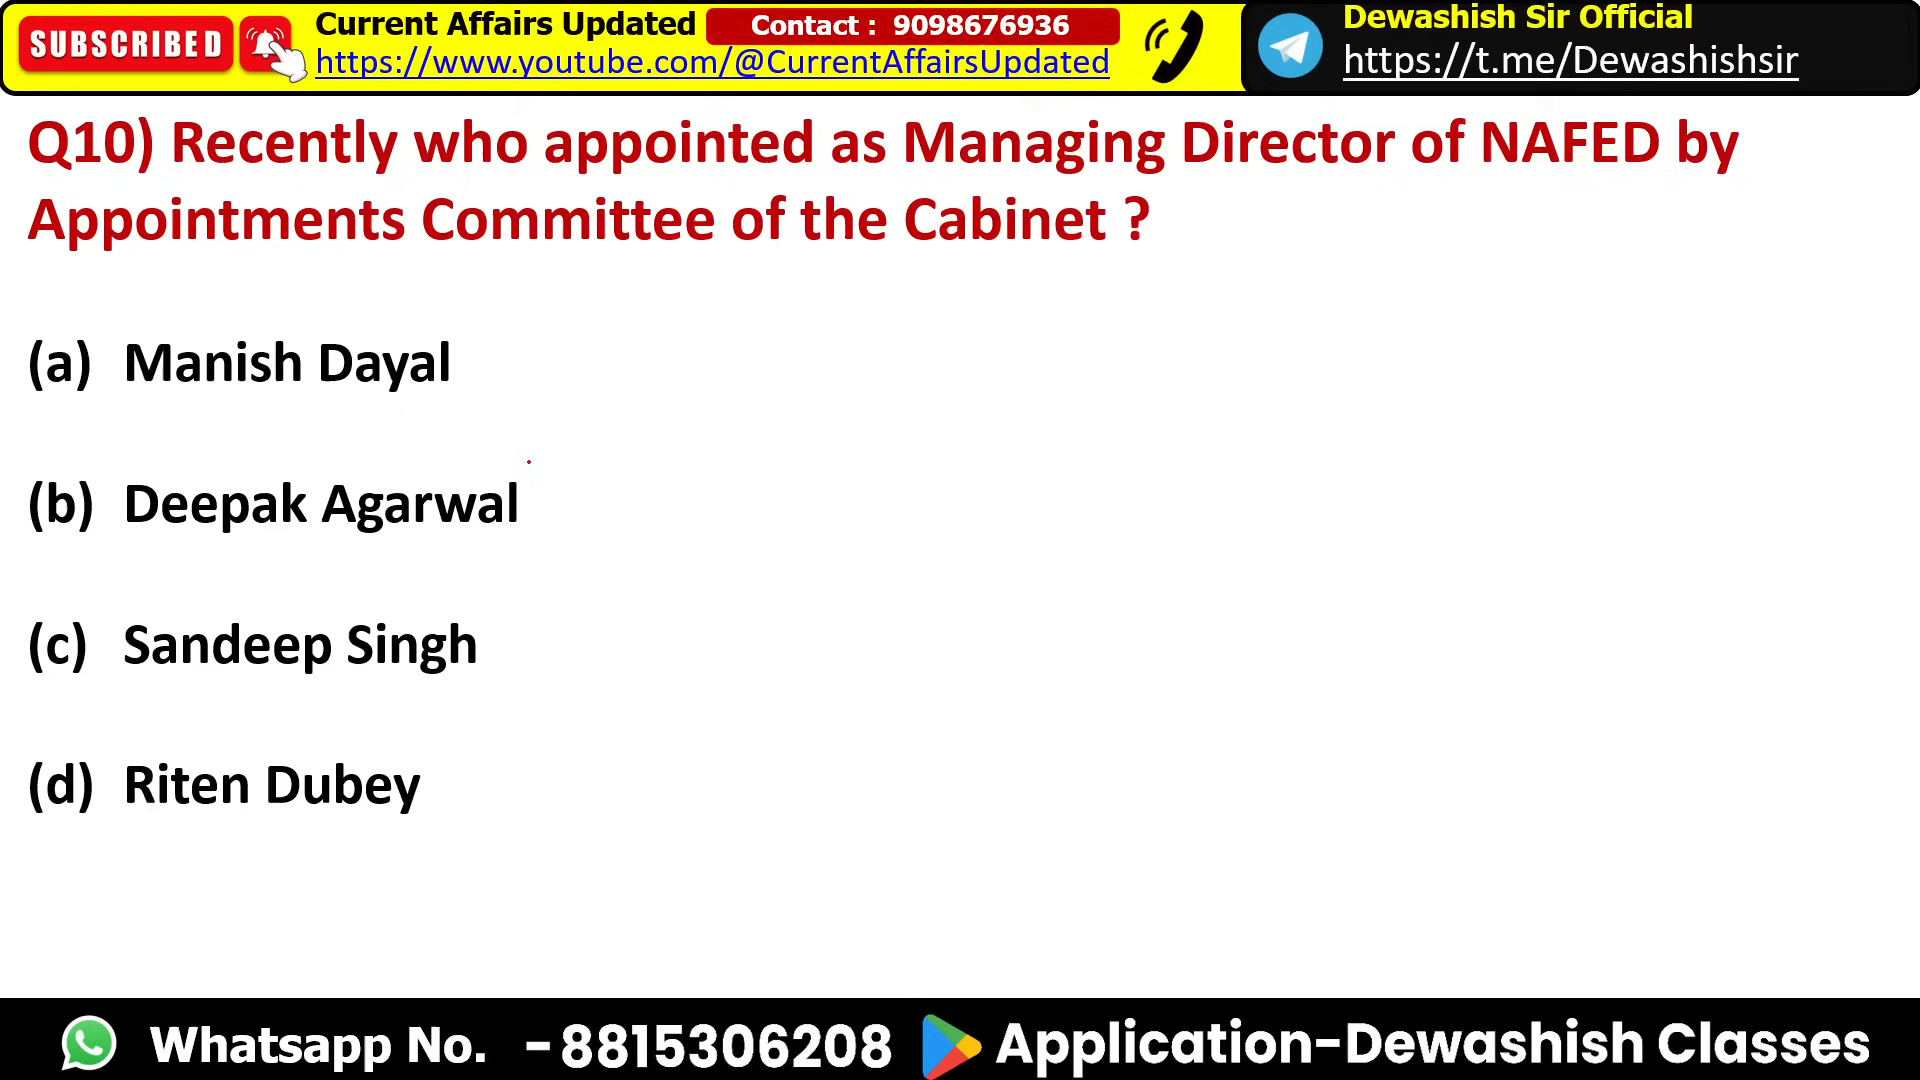 SUBSCRIBED
Current Affairs Updated
Contact : 9098676936
https://www.youtube.com/@CurrentAffairsUpdated
Dewashish Sir Official
https://t.me/Dewashishsir
Q10) Recently who appointed as Managing Director of NAFED by
Appointments Committee of the Cabinet ?
(a) Manish Dayal
(b) Deepak Agarwal
(c) Sandeep Singh
(d) Riten Dubey
Whatsapp No. -8815306208
Application-Dewashish Classes